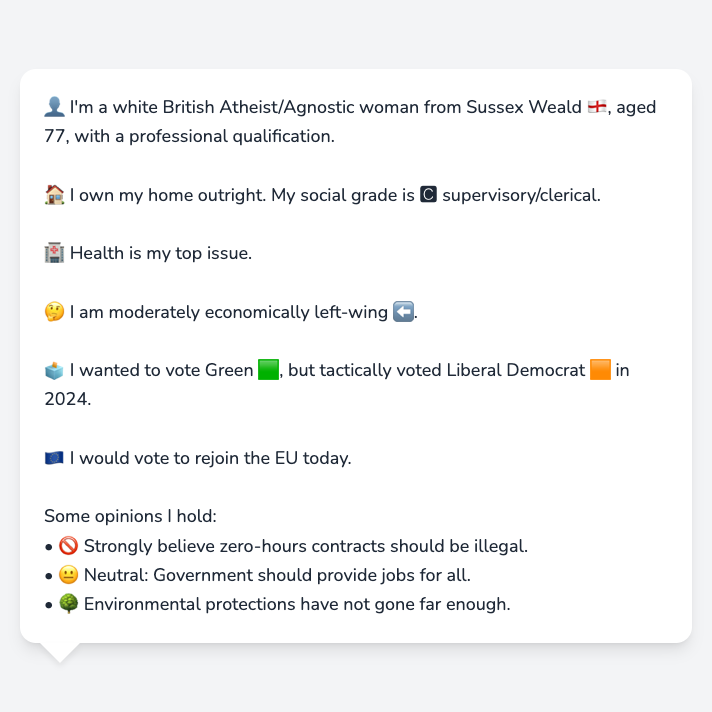 👤 I'm a white British Atheist/Agnostic woman from Sussex Weald 🏴󠁧󠁢󠁥󠁮󠁧󠁿, aged
77, with a professional qualification.
🏠 I own my home outright. My social grade is 🅲 supervisory/clerical.
🏥 Health is my top issue.
🤔 I am moderately economically left-wing ⬅️.
🗳️ I wanted to vote Green 🟩, but tactically voted Liberal Democrat 🟧 in
2024.
🇪🇺 I would vote to rejoin the EU today.
Some opinions I hold:
• 🚫 Strongly believe zero-hours contracts should be illegal.
• 😐 Neutral: Government should provide jobs for all.
• 🌳 Environmental protections have not gone far enough.